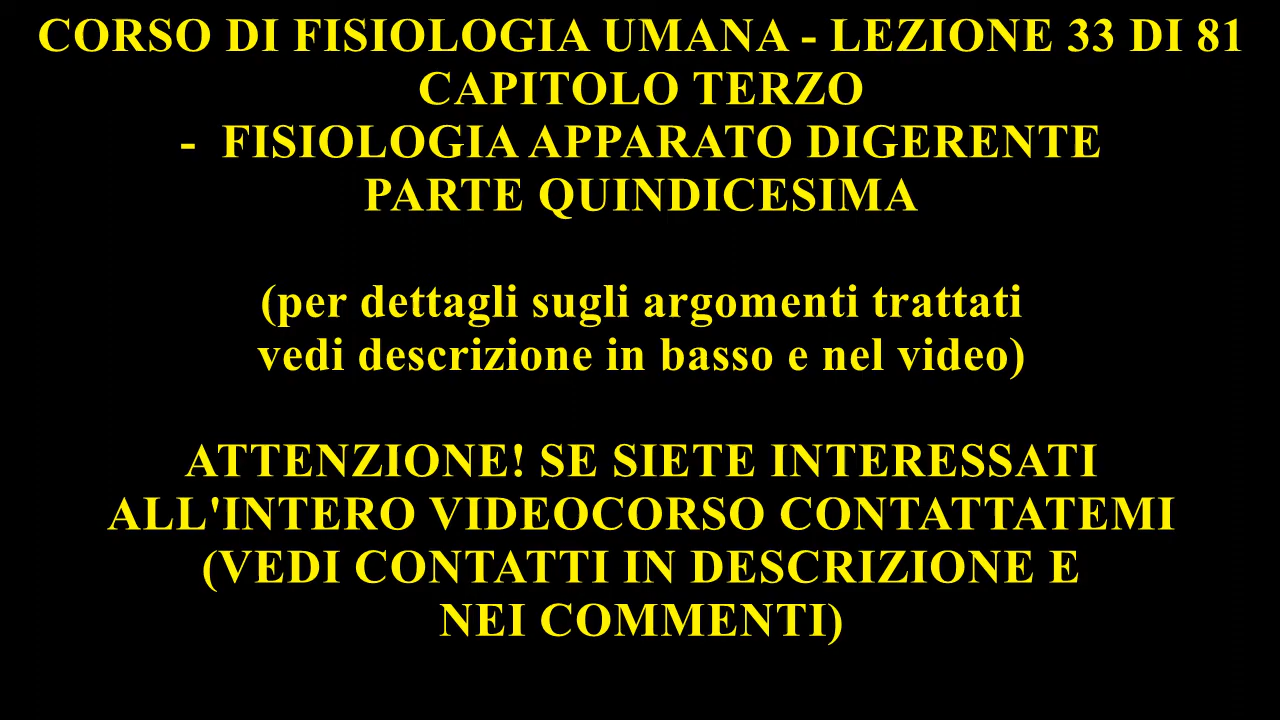 CORSO DI FISIOLOGIA UMANA - LEZIONE 33 DI 81
CAPITOLO TERZO
- FISIOLOGIA APPARATO DIGERENTE
PARTE QUINDICESIMA
(per dettagli sugli argomenti trattati
vedi descrizione in basso e nel video)
ATTENZIONE! SE SIETE INTERESSATI
ALL'INTERO VIDEOCORSO CONTATTATEMI
(VEDI CONTATTI IN DESCRIZIONE E
NEI COMMENTI)